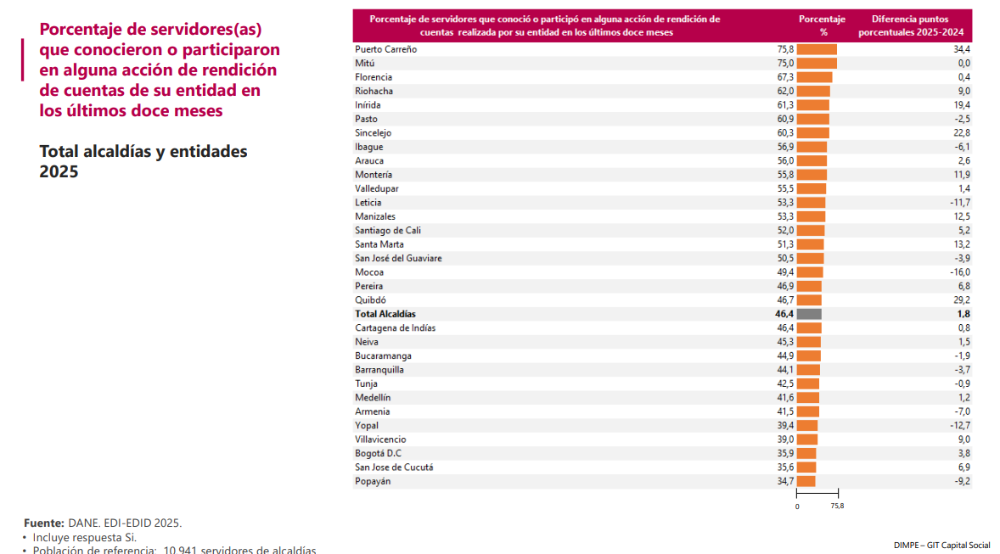 Porcentaje de servidores(as)
que conocieron o participaron
en alguna acción de rendición
de cuentas de su entidad en
los últimos doce meses
Total alcaldías y entidades
2025
Porcentaje de servidores que conoció o participó en alguna acción de rendición de
cuentas realizada por su entidad en los últimos doce meses
Porcentaje
%
Diferencia puntos
porcentuales 2025-2024
Puerto Carreño 75,8 34,4
Mitú 75,0 0,0
Florencia 67,3 0,4
Riohacha 62,0 9,0
Inírida 61,3 19,4
Pasto 60,9 -2,5
Sincelejo 60,3 22,8
Ibague 56,9 -6,1
Arauca 56,0 2,6
Montería 55,8 11,9
Valledupar 55,5 1,4
Leticia 53,3 -11,7
Manizales 53,3 12,5
Santiago de Cali 52,0 5,2
Santa Marta 51,3 13,2
San José del Guaviare 50,5 -3,9
Mocoa 49,4 -16,0
Pereira 46,9 6,8
Quibdó 46,7 29,2
Total Alcaldías 46,4 1,8
Cartagena de Indías 46,4 0,8
Neiva 45,3 1,5
Bucaramanga 44,9 -1,9
Barranquilla 44,1 -3,7
Tunja 42,5 -0,9
Medellín 41,6 1,2
Armenia 41,5 -7,0
Yopal 39,4 -12,7
Villavicencio 39,0 9,0
Bogotá D.C 35,9 3,8
San Jose de Cucutá 35,6 6,9
Popayán 34,7 -9,2
0 75,8
Fuente: DANE. EDI-EDID 2025.
• Incluye respuesta Si.
• Población de referencia: 10.941 servidores de alcaldías
DIMPE – GIT Capital Social